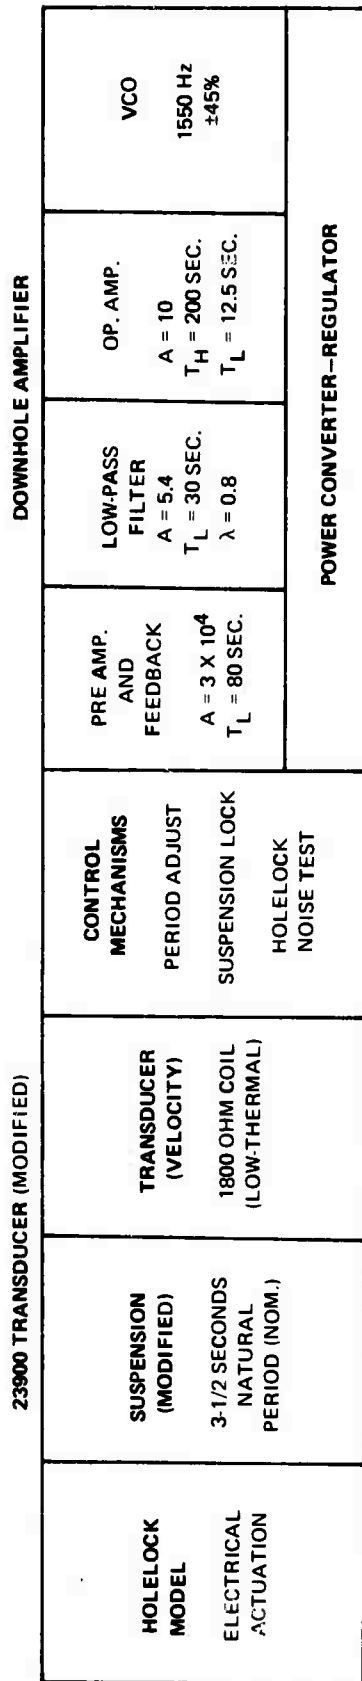 23900 TRANSDUCER (MODIFIED)
HOLELOCK
MODEL
ELECTRICAL
ACTUATION
SUSPENSION
(MODIFIED)
3-1/2 SECONDS
NATURAL
PERIOD (NOM.)
TRANSDUCER
(VELOCITY)
1800 OHM COIL
(LOW-THERMAL)
CONTROL
MECHANISMS
PERIOD ADJUST
SUSPENSION LOCK
HOLELOCK
NOISE TEST
DOWNHOLE AMPLIFIER
PRE AMP.
AND
FEEDBACK
A = 3 X 10⁴
T_L = 80 SEC.
LOW-PASS
FILTER
A = 5.4
T_L = 30 SEC.
λ = 0.8
OP. AMP.
A = 10
T_H = 200 SEC.
T_L = 12.5 SEC.
VCO
1550 Hz
±45%
POWER CONVERTER–REGULATOR